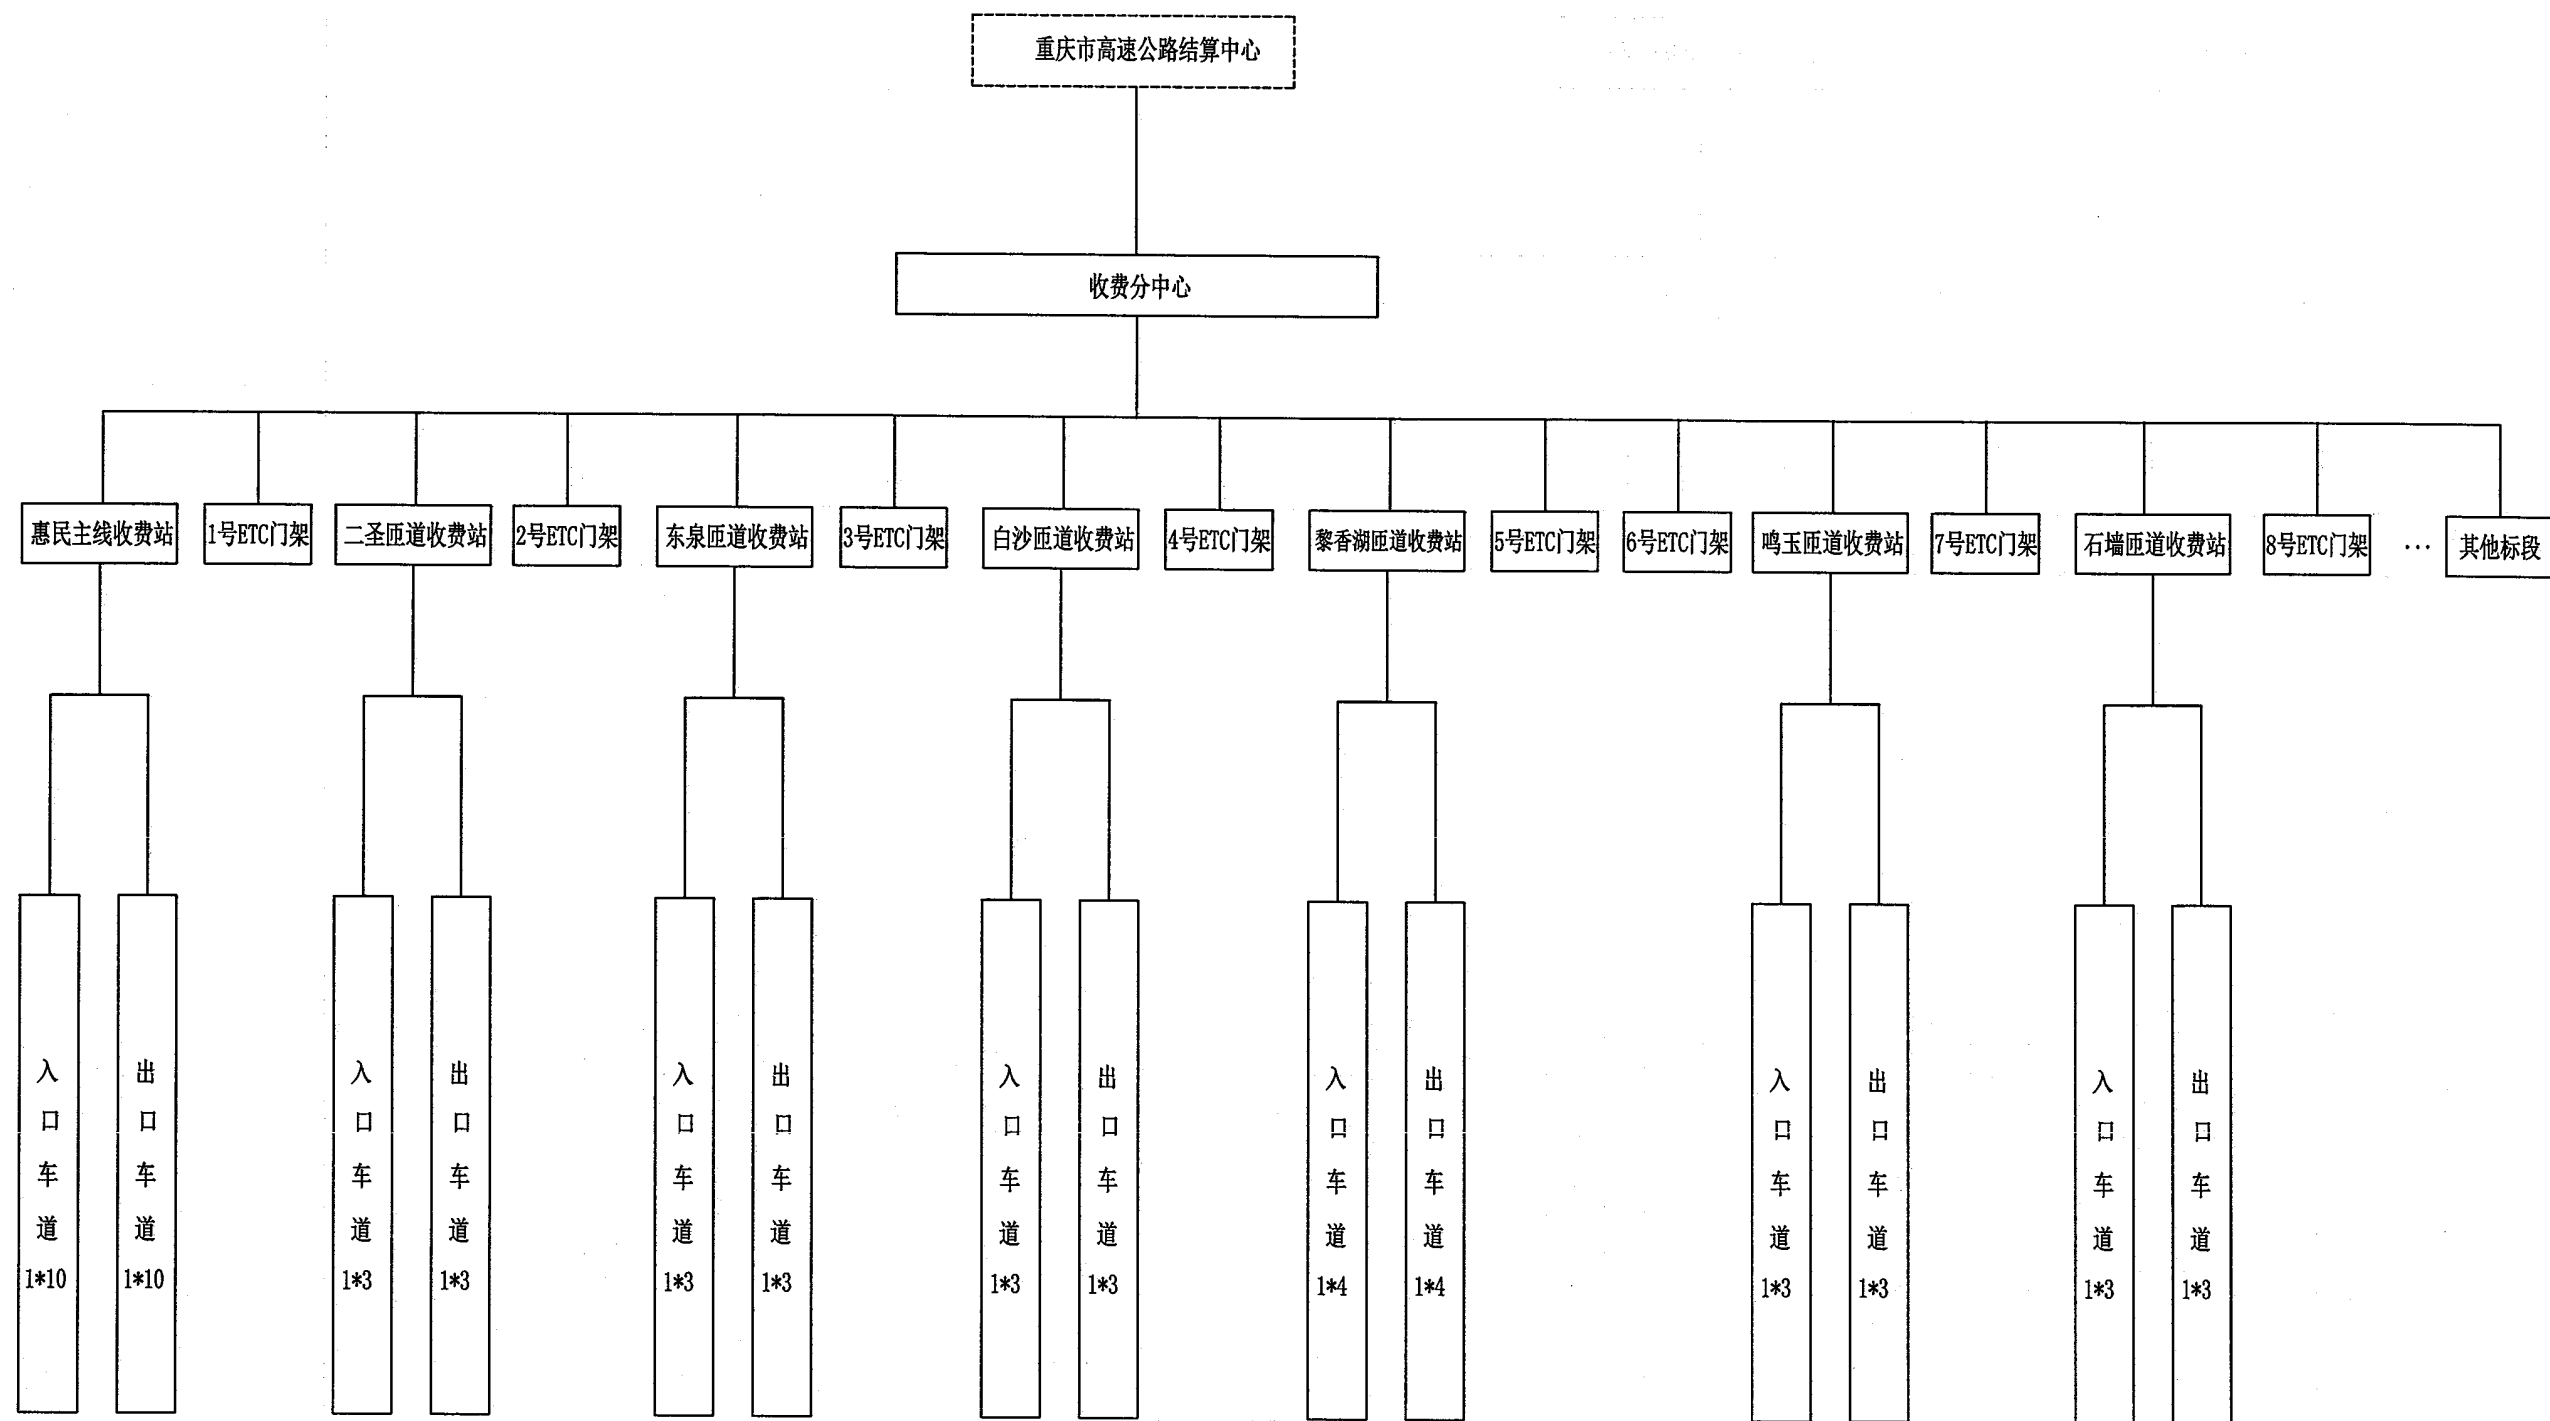 重庆市高速公路结算中心
收费分中心
惠民主线收费站
1号ETC门架
二圣匝道收费站
2号ETC门架
东泉匝道收费站
3号ETC门架
白沙匝道收费站
4号ETC门架
黎香湖匝道收费站
5号ETC门架
6号ETC门架
鸣玉匝道收费站
7号ETC门架
石墙匝道收费站
8号ETC门架
···
其他标段
入口车道1*10
出口车道1*10
入口车道1*3
出口车道1*3
入口车道1*3
出口车道1*3
入口车道1*3
出口车道1*3
入口车道1*4
出口车道1*4
入口车道1*3
出口车道1*3
入口车道1*3
出口车道1*3